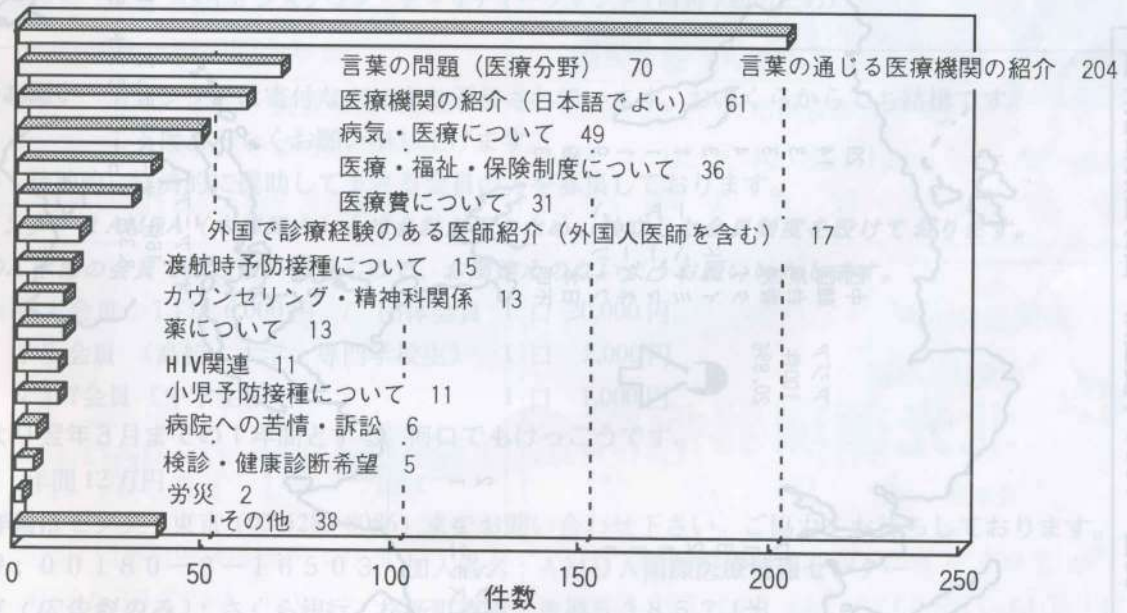 言葉の通じる医療機関の紹介 204
言葉の問題（医療分野） 70
医療機関の紹介（日本語でよい） 61
病気・医療について 49
医療・福祉・保険制度について 36
医療費について 31
外国で診療経験のある医師紹介（外国人医師を含む） 17
渡航時予防接種について 15
カウンセリング・精神科関係 13
薬について 13
HIV関連 11
小児予防接種について 11
病院への苦情・訴訟 6
検診・健康診断希望 5
労災 2
その他 38
0 50 100 150 200 250
件数